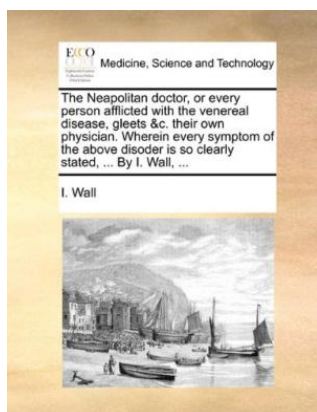 ECCO
Medicine, Science and Technology
The Neapolitan doctor, or every
person afflicted with the venereal
disease, gleets &c. their own
physician. Wherein every symptom of
the above disoder is so clearly
stated, ... By I. Wall, ...
I. Wall